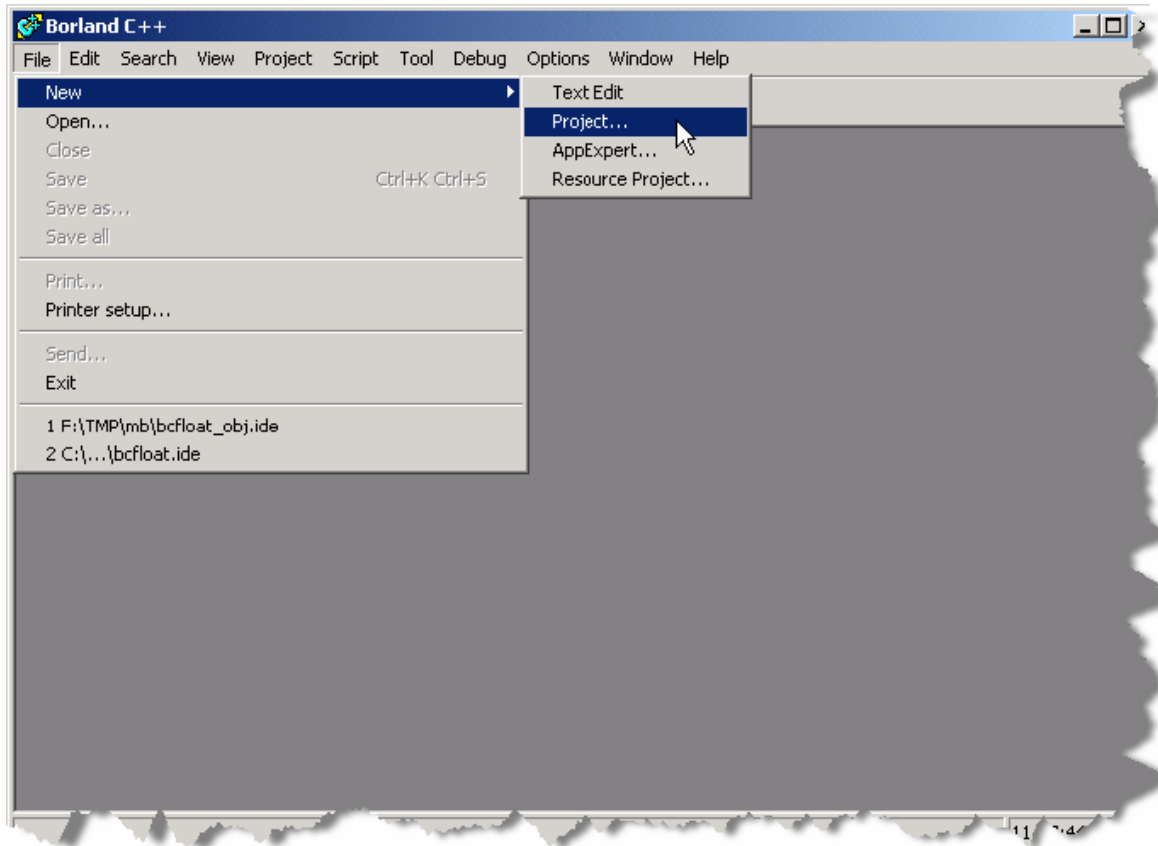 Borland C++
File Edit Search View Project Script Tool Debug Options Window Help
New
Open...
Close
Save Ctrl+K Ctrl+S
Save as...
Save all
Print...
Printer setup...
Send...
Exit
1 F:\TMP\mb\bcfloat_obj.ide
2 C:\...\bcfloat.ide
Text Edit
Project...
AppExpert...
Resource Project...